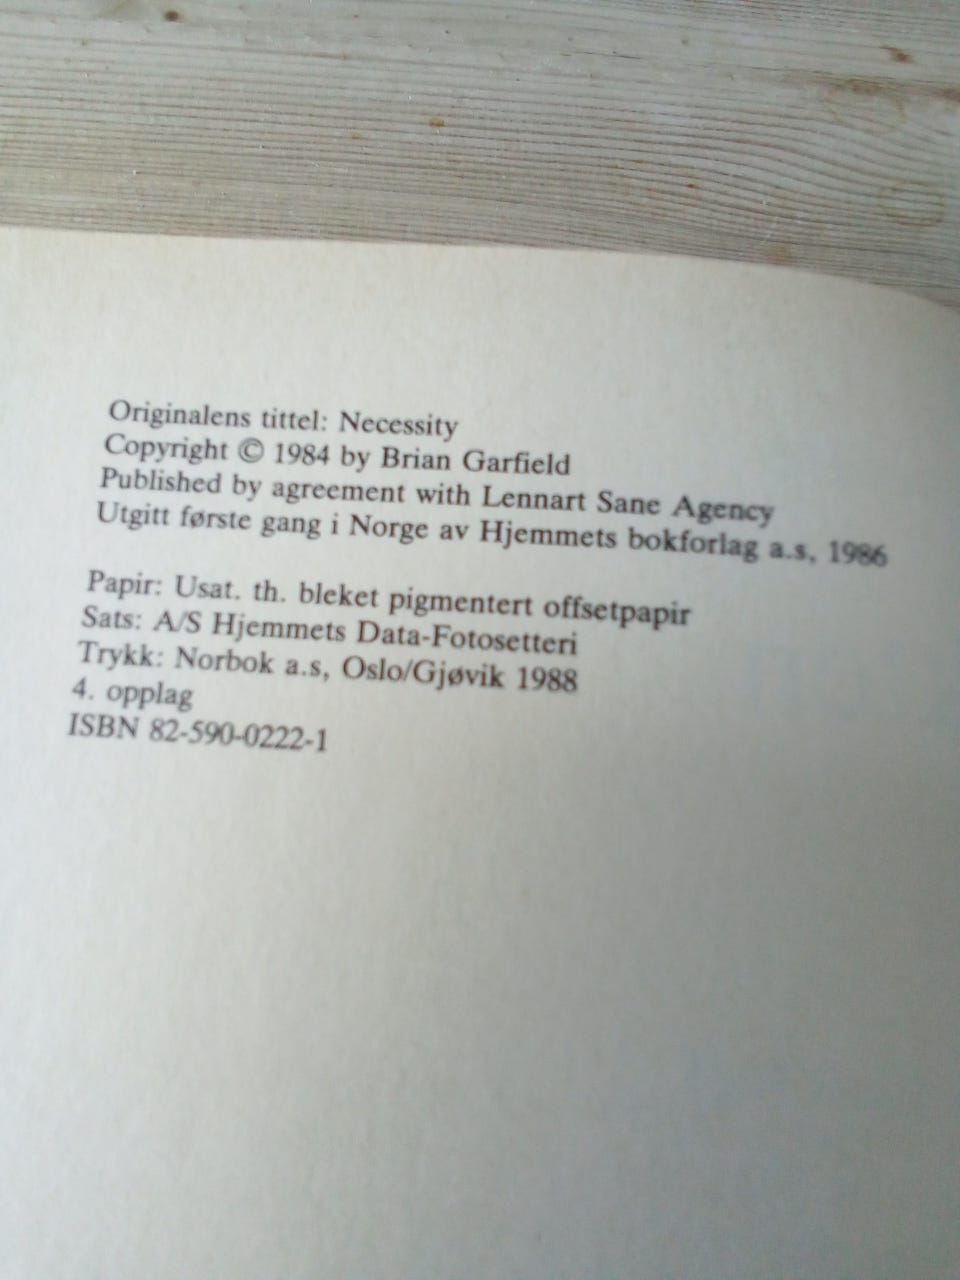 Originalens tittel: Necessity
Copyright © 1984 by Brian Garfield
Published by agreement with Lennart Sane Agency
Utgitt første gang i Norge av Hjemmets bokforlag a.s, 1986
Papir: Usat. th. bleket pigmentert offsetpapir
Sats: A/S Hjemmets Data-Fotosetteri
Trykk: Norbok a.s, Oslo/Gjøvik 1988
4. opplag
ISBN 82-590-0222-1